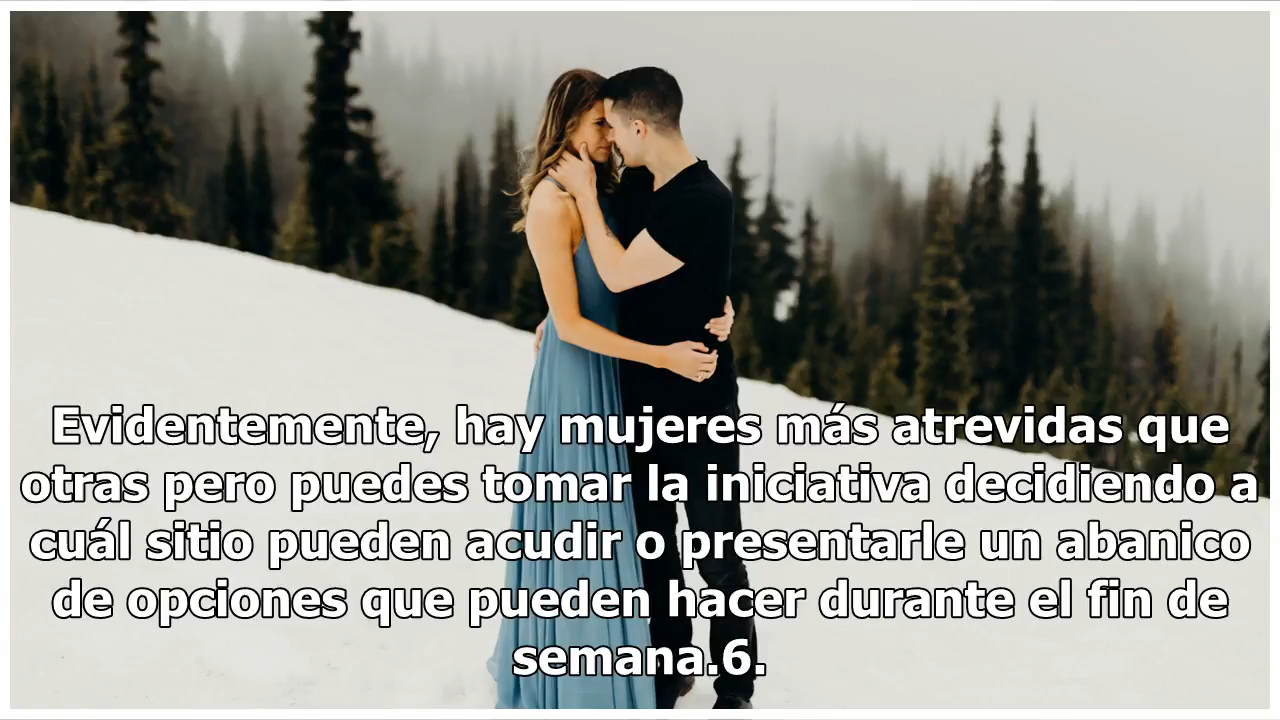 Evidentemente, hay mujeres más atrevidas que
otras pero puedes tomar la iniciativa decidiendo a
cuál sitio pueden acudir o presentarle un abanico
de opciones que pueden hacer durante el fin de
semana.6.